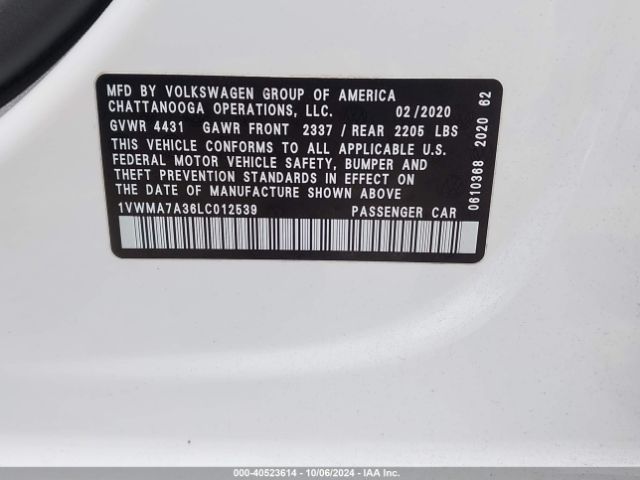 MFD BY VOLKSWAGEN GROUP OF AMERICA
CHATTANOOGA OPERATIONS, LLC. 02/2020
GVWR 4431 GAWR FRONT 2337 / REAR 2205 LBS
THIS VEHICLE CONFORMS TO ALL APPLICABLE U.S.
FEDERAL MOTOR VEHICLE SAFETY, BUMPER AND
THEFT PREVENTION STANDARDS IN EFFECT ON
THE DATE OF MANUFACTURE SHOWN ABOVE
1VWMA7A36LC012539 PASSENGER CAR
0610368 2020 62
000-40523614 - 10/06/2024 - IAA Inc.